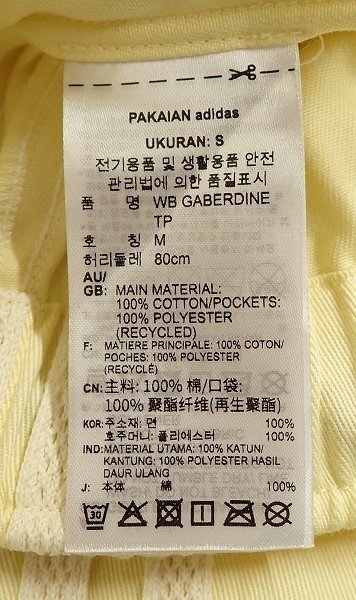 PAKAIAN adidas
UKURAN: S
전기용품 및 생활용품 안전
관리법에 의한 품질표시
품 명 WB GABERDINE
TP
호 칭 M
허리둘레 80cm
AU/
GB: MAIN MATERIAL:
100% COTTON/POCKETS:
100% POLYESTER
(RECYCLED)
F: MATIERE PRINCIPALE: 100% COTON/
POCHES: 100% POLYESTER
(RECYCLÉ)
CN: 主料: 100% 棉/口袋:
100% 聚酯纤维(再生聚酯)
KOR: 주소재: 면 100%
호주머니: 폴리에스터 100%
IND: MATERIAL UTAMA: 100% KATUN/
KANTUNG: 100% POLYESTER HASIL
DAUR ULANG
J: 本体 綿 100%
30